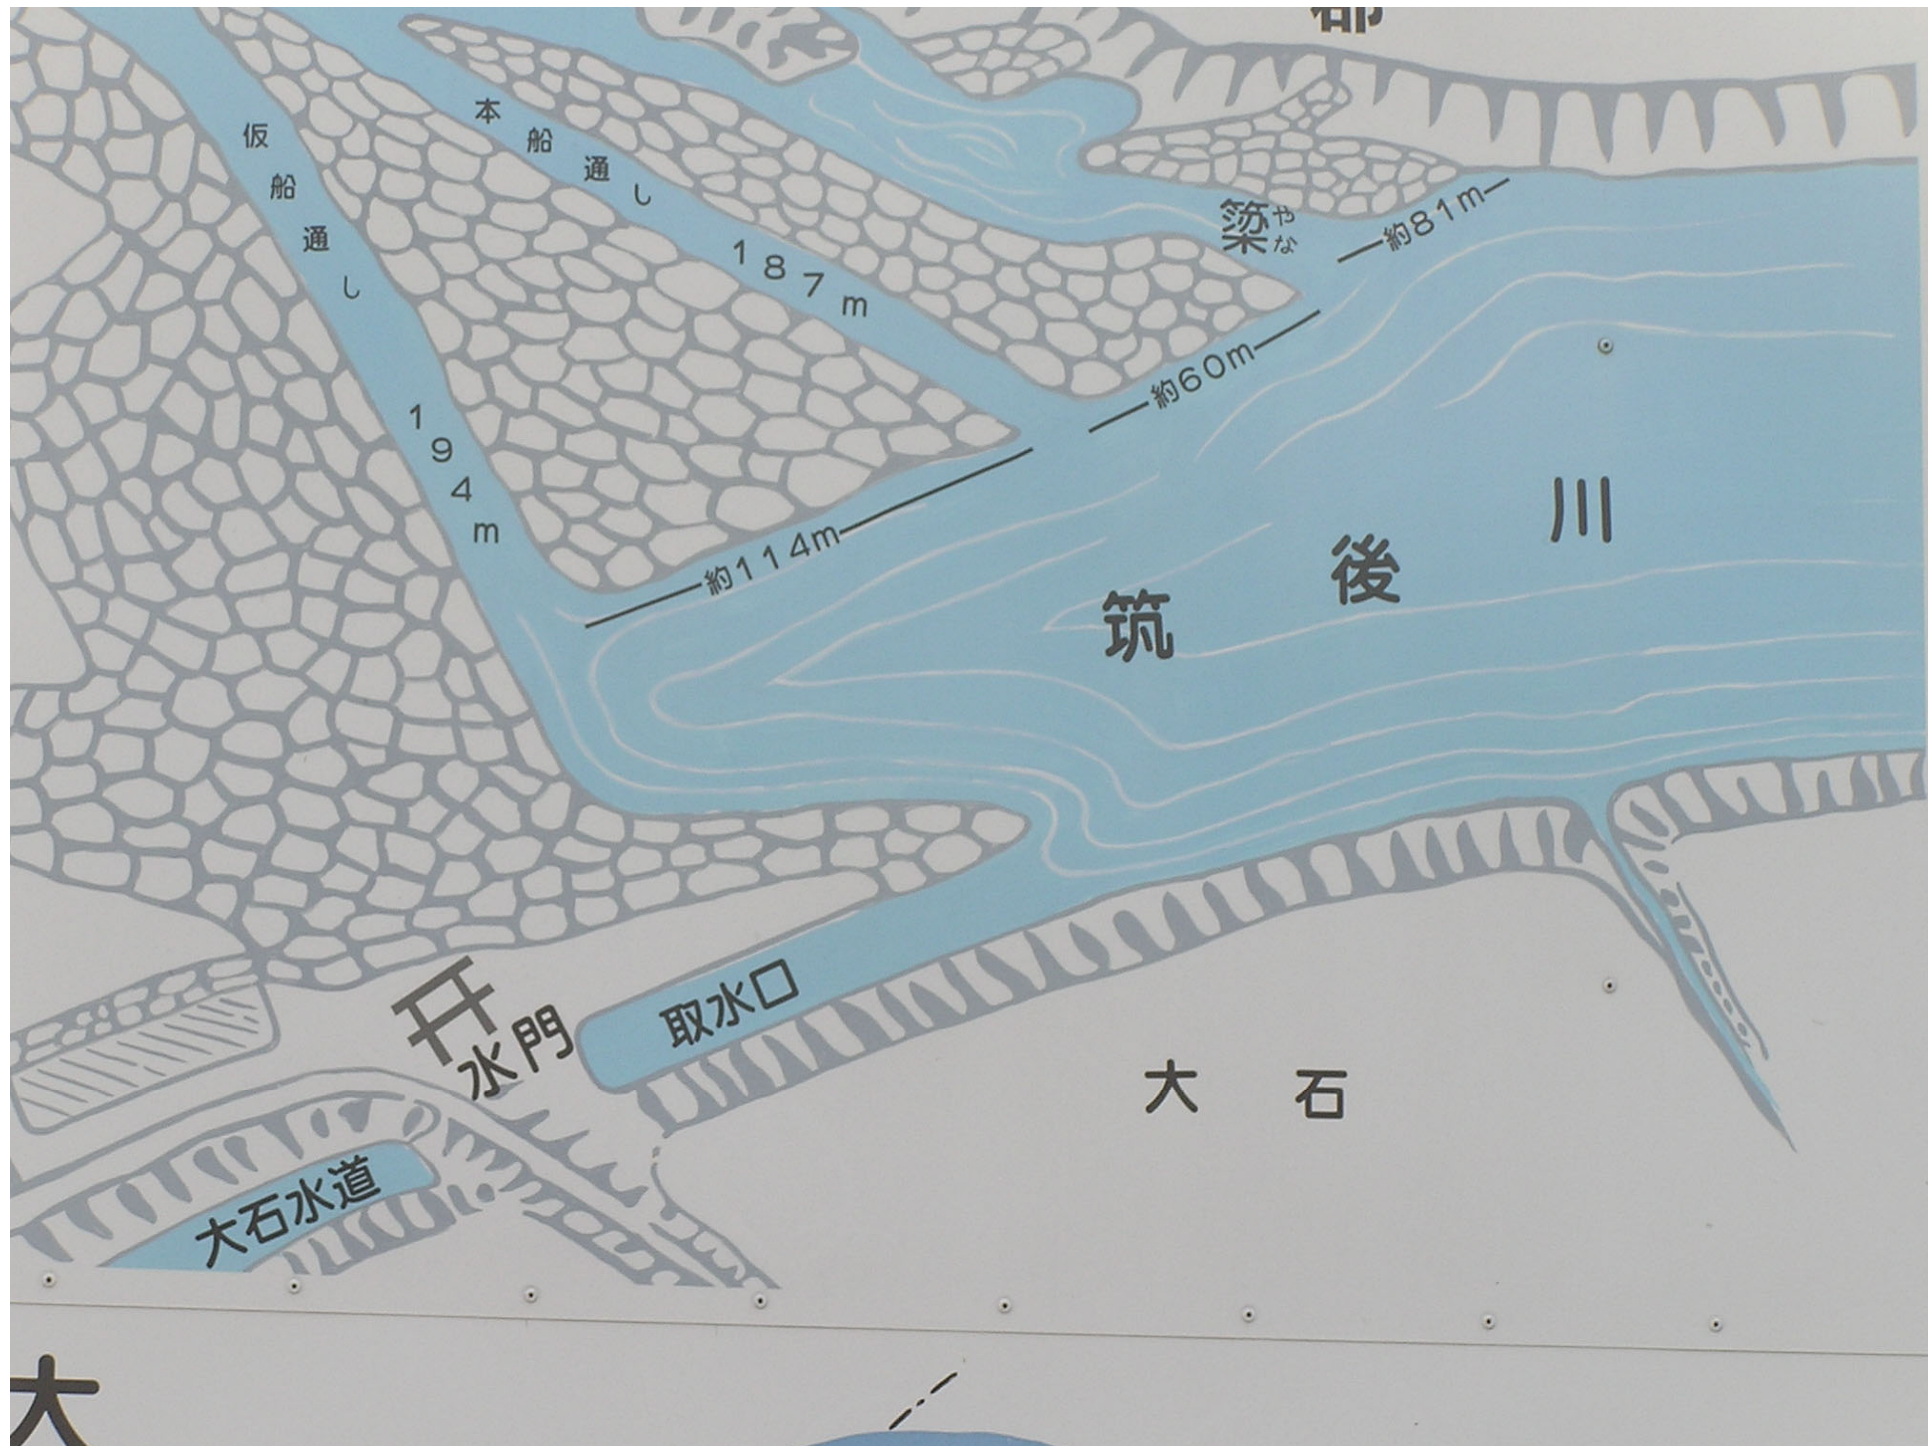 本船通し
187m
仮船通し
194m
簗
やな
約81m
約60m
約114m
筑後川
取水口
水門
大石
大石水道
大